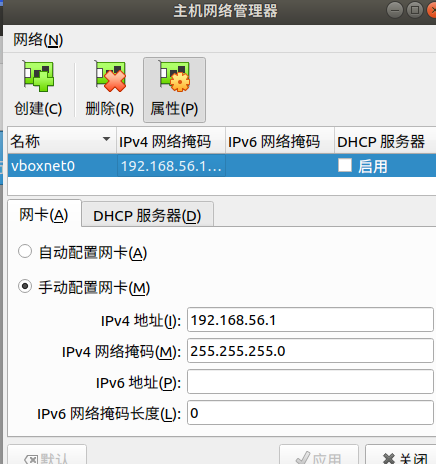 主机网络管理器
网络(N)
创建(C) 删除(R) 属性(P)
名称 IPv4 网络掩码 IPv6 网络掩码 DHCP 服务器
vboxnet0 192.168.56.1... 启用
网卡(A) DHCP 服务器(D)
自动配置网卡(A)
手动配置网卡(M)
IPv4 地址(I): 192.168.56.1
IPv4 网络掩码(M): 255.255.255.0
IPv6 地址(P):
IPv6 网络掩码长度(L): 0
默认 应用 关闭